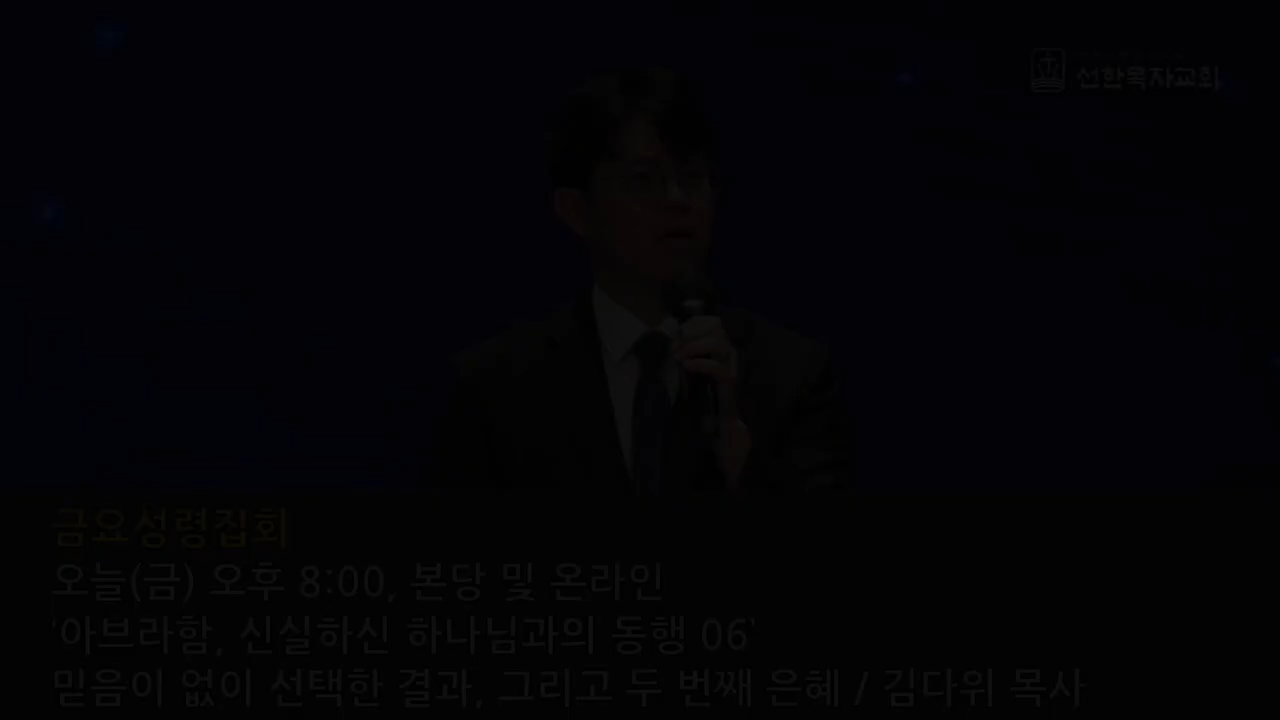 선한목자교회
금요성령집회
오늘(금) 오후 8:00, 본당 및 온라인
'아브라함, 신실하신 하나님과의 동행 06'
믿음이 없이 선택한 결과, 그리고 두 번째 은혜 / 김다위 목사